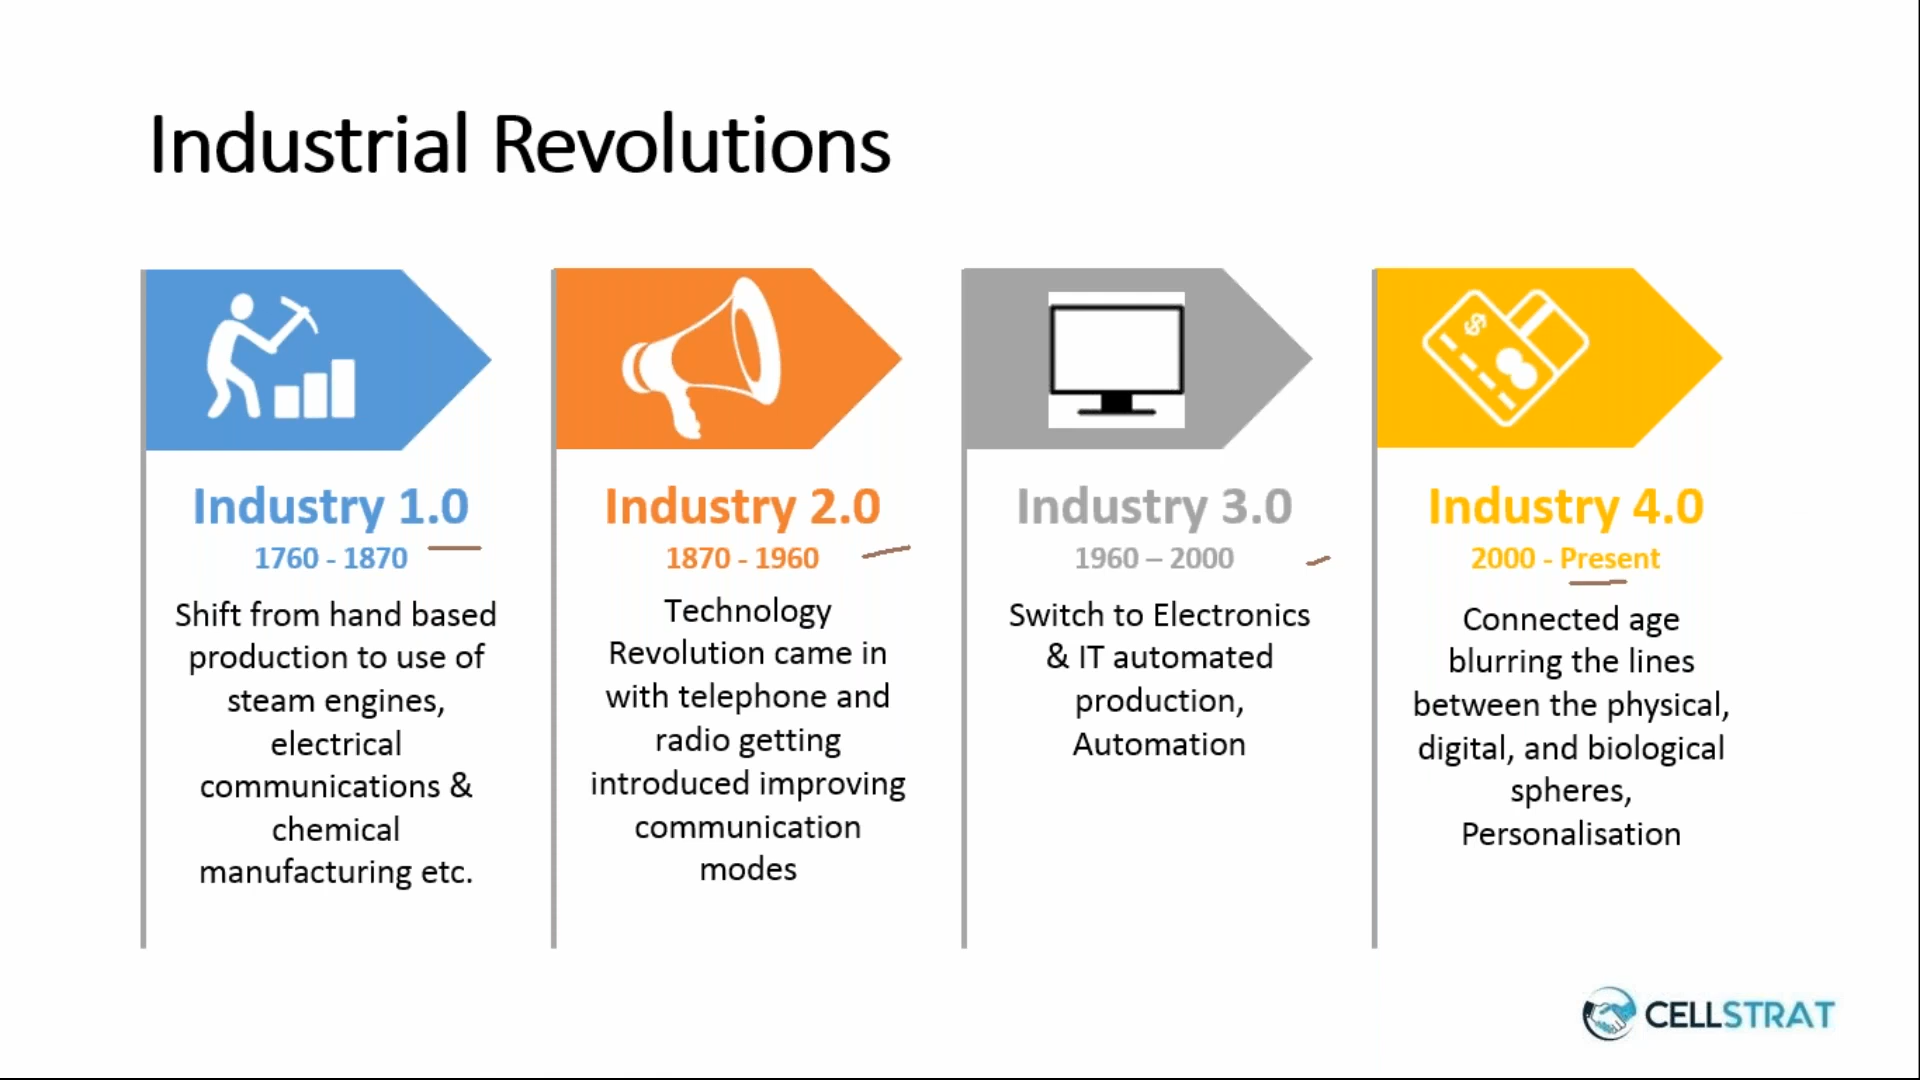 Industrial Revolutions
Industry 1.0
1760 - 1870
Shift from hand based
production to use of
steam engines,
electrical
communications &
chemical
manufacturing etc.
Industry 2.0
1870 - 1960
Technology
Revolution came in
with telephone and
radio getting
introduced improving
communication
modes
Industry 3.0
1960 – 2000
Switch to Electronics
& IT automated
production,
Automation
$
Industry 4.0
2000 - Present
Connected age
blurring the lines
between the physical,
digital, and biological
spheres,
Personalisation
CELLSTRAT